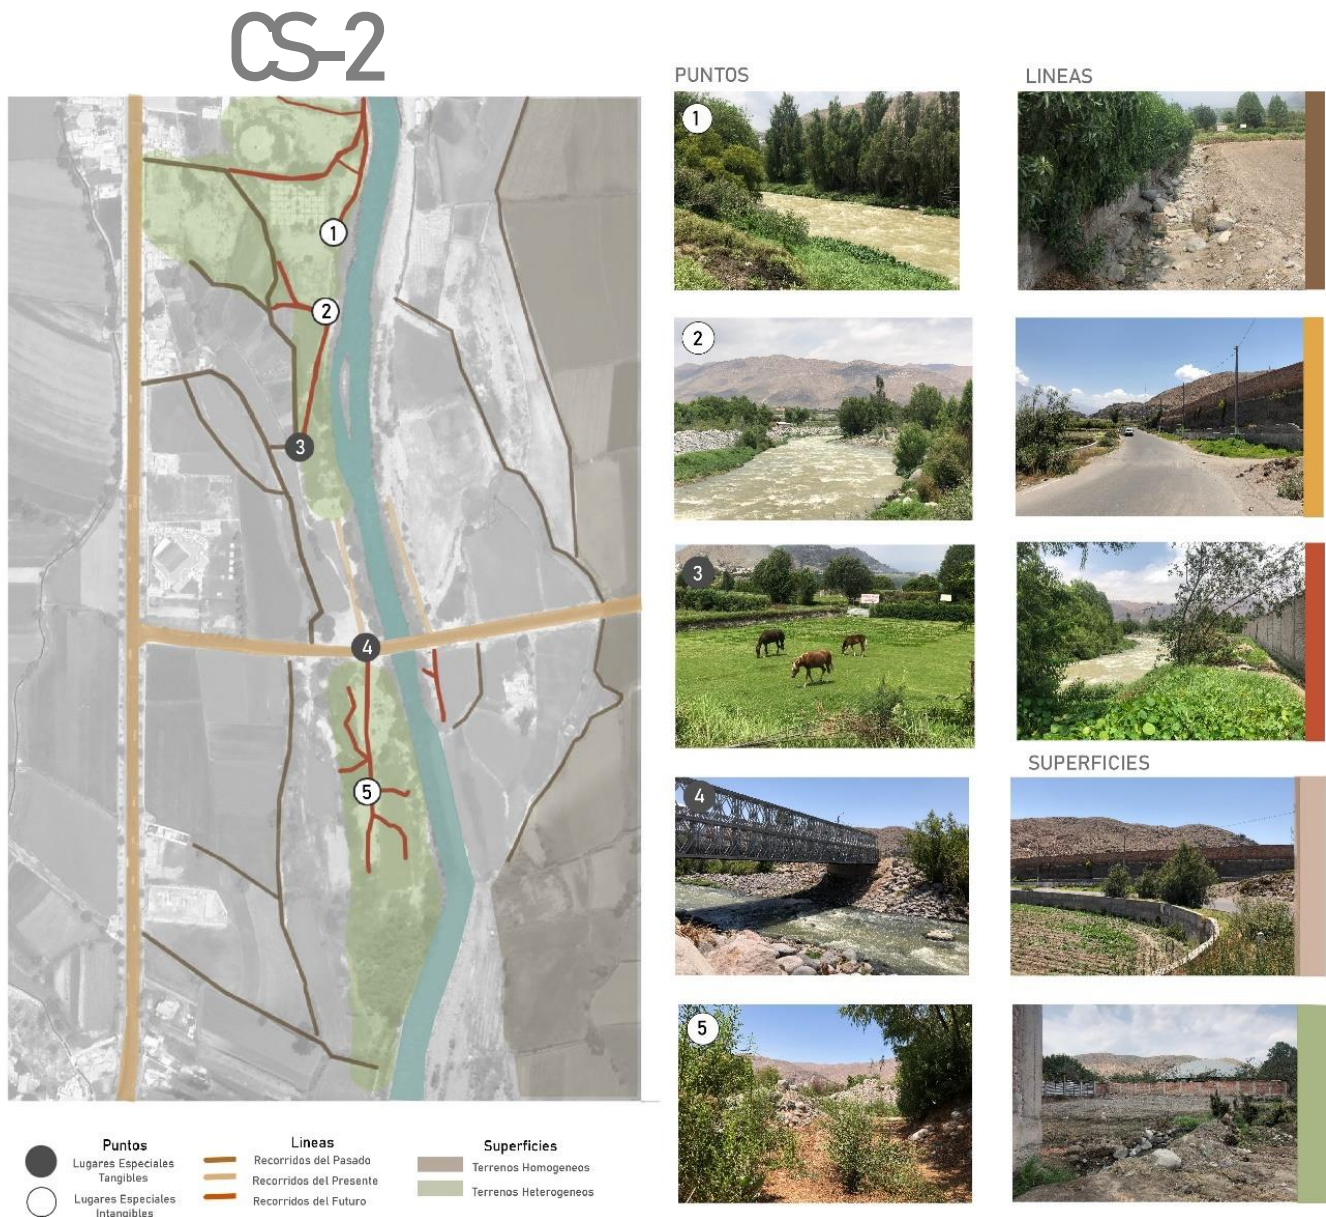 CS-2
PUNTOS
LINEAS
1
2
3
4
5
1
2
3
4
5
SUPERFICIES
Puntos
Lugares Especiales
Tangibles
Lugares Especiales
Intangibles
Lineas
Recorridos del Pasado
Recorridos del Presente
Recorridos del Futuro
Superficies
Terrenos Homogeneos
Terrenos Heterogeneos